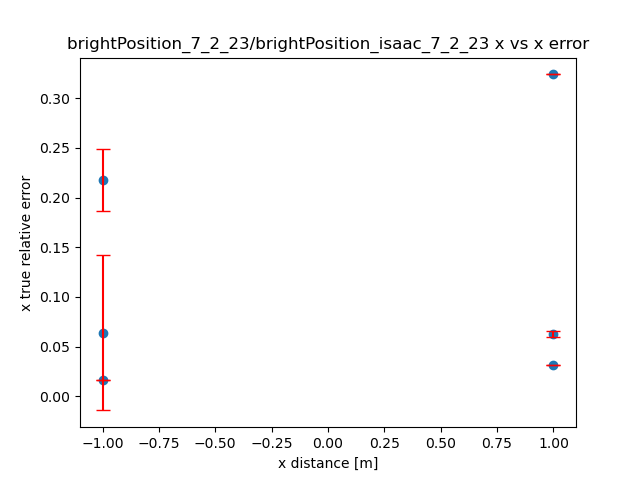 brightPosition_7_2_23/brightPosition_isaac_7_2_23 x vs x error
0.30
0.25
0.20
0.15
0.10
0.05
0.00
x true relative error
−1.00 −0.75 −0.50 −0.25 0.00 0.25 0.50 0.75 1.00
x distance [m]